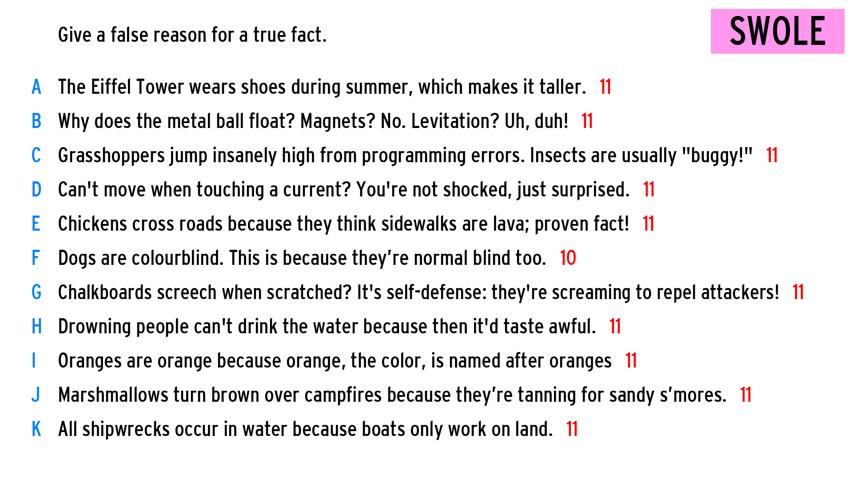 Give a false reason for a true fact.
SWOLE
A The Eiffel Tower wears shoes during summer, which makes it taller. 11
B Why does the metal ball float? Magnets? No. Levitation? Uh, duh! 11
C Grasshoppers jump insanely high from programming errors. Insects are usually "buggy!" 11
D Can't move when touching a current? You're not shocked, just surprised. 11
E Chickens cross roads because they think sidewalks are lava; proven fact! 11
F Dogs are colourblind. This is because they’re normal blind too. 10
G Chalkboards screech when scratched? It's self-defense: they're screaming to repel attackers! 11
H Drowning people can't drink the water because then it'd taste awful. 11
I Oranges are orange because orange, the color, is named after oranges 11
J Marshmallows turn brown over campfires because they’re tanning for sandy s’mores. 11
K All shipwrecks occur in water because boats only work on land. 11